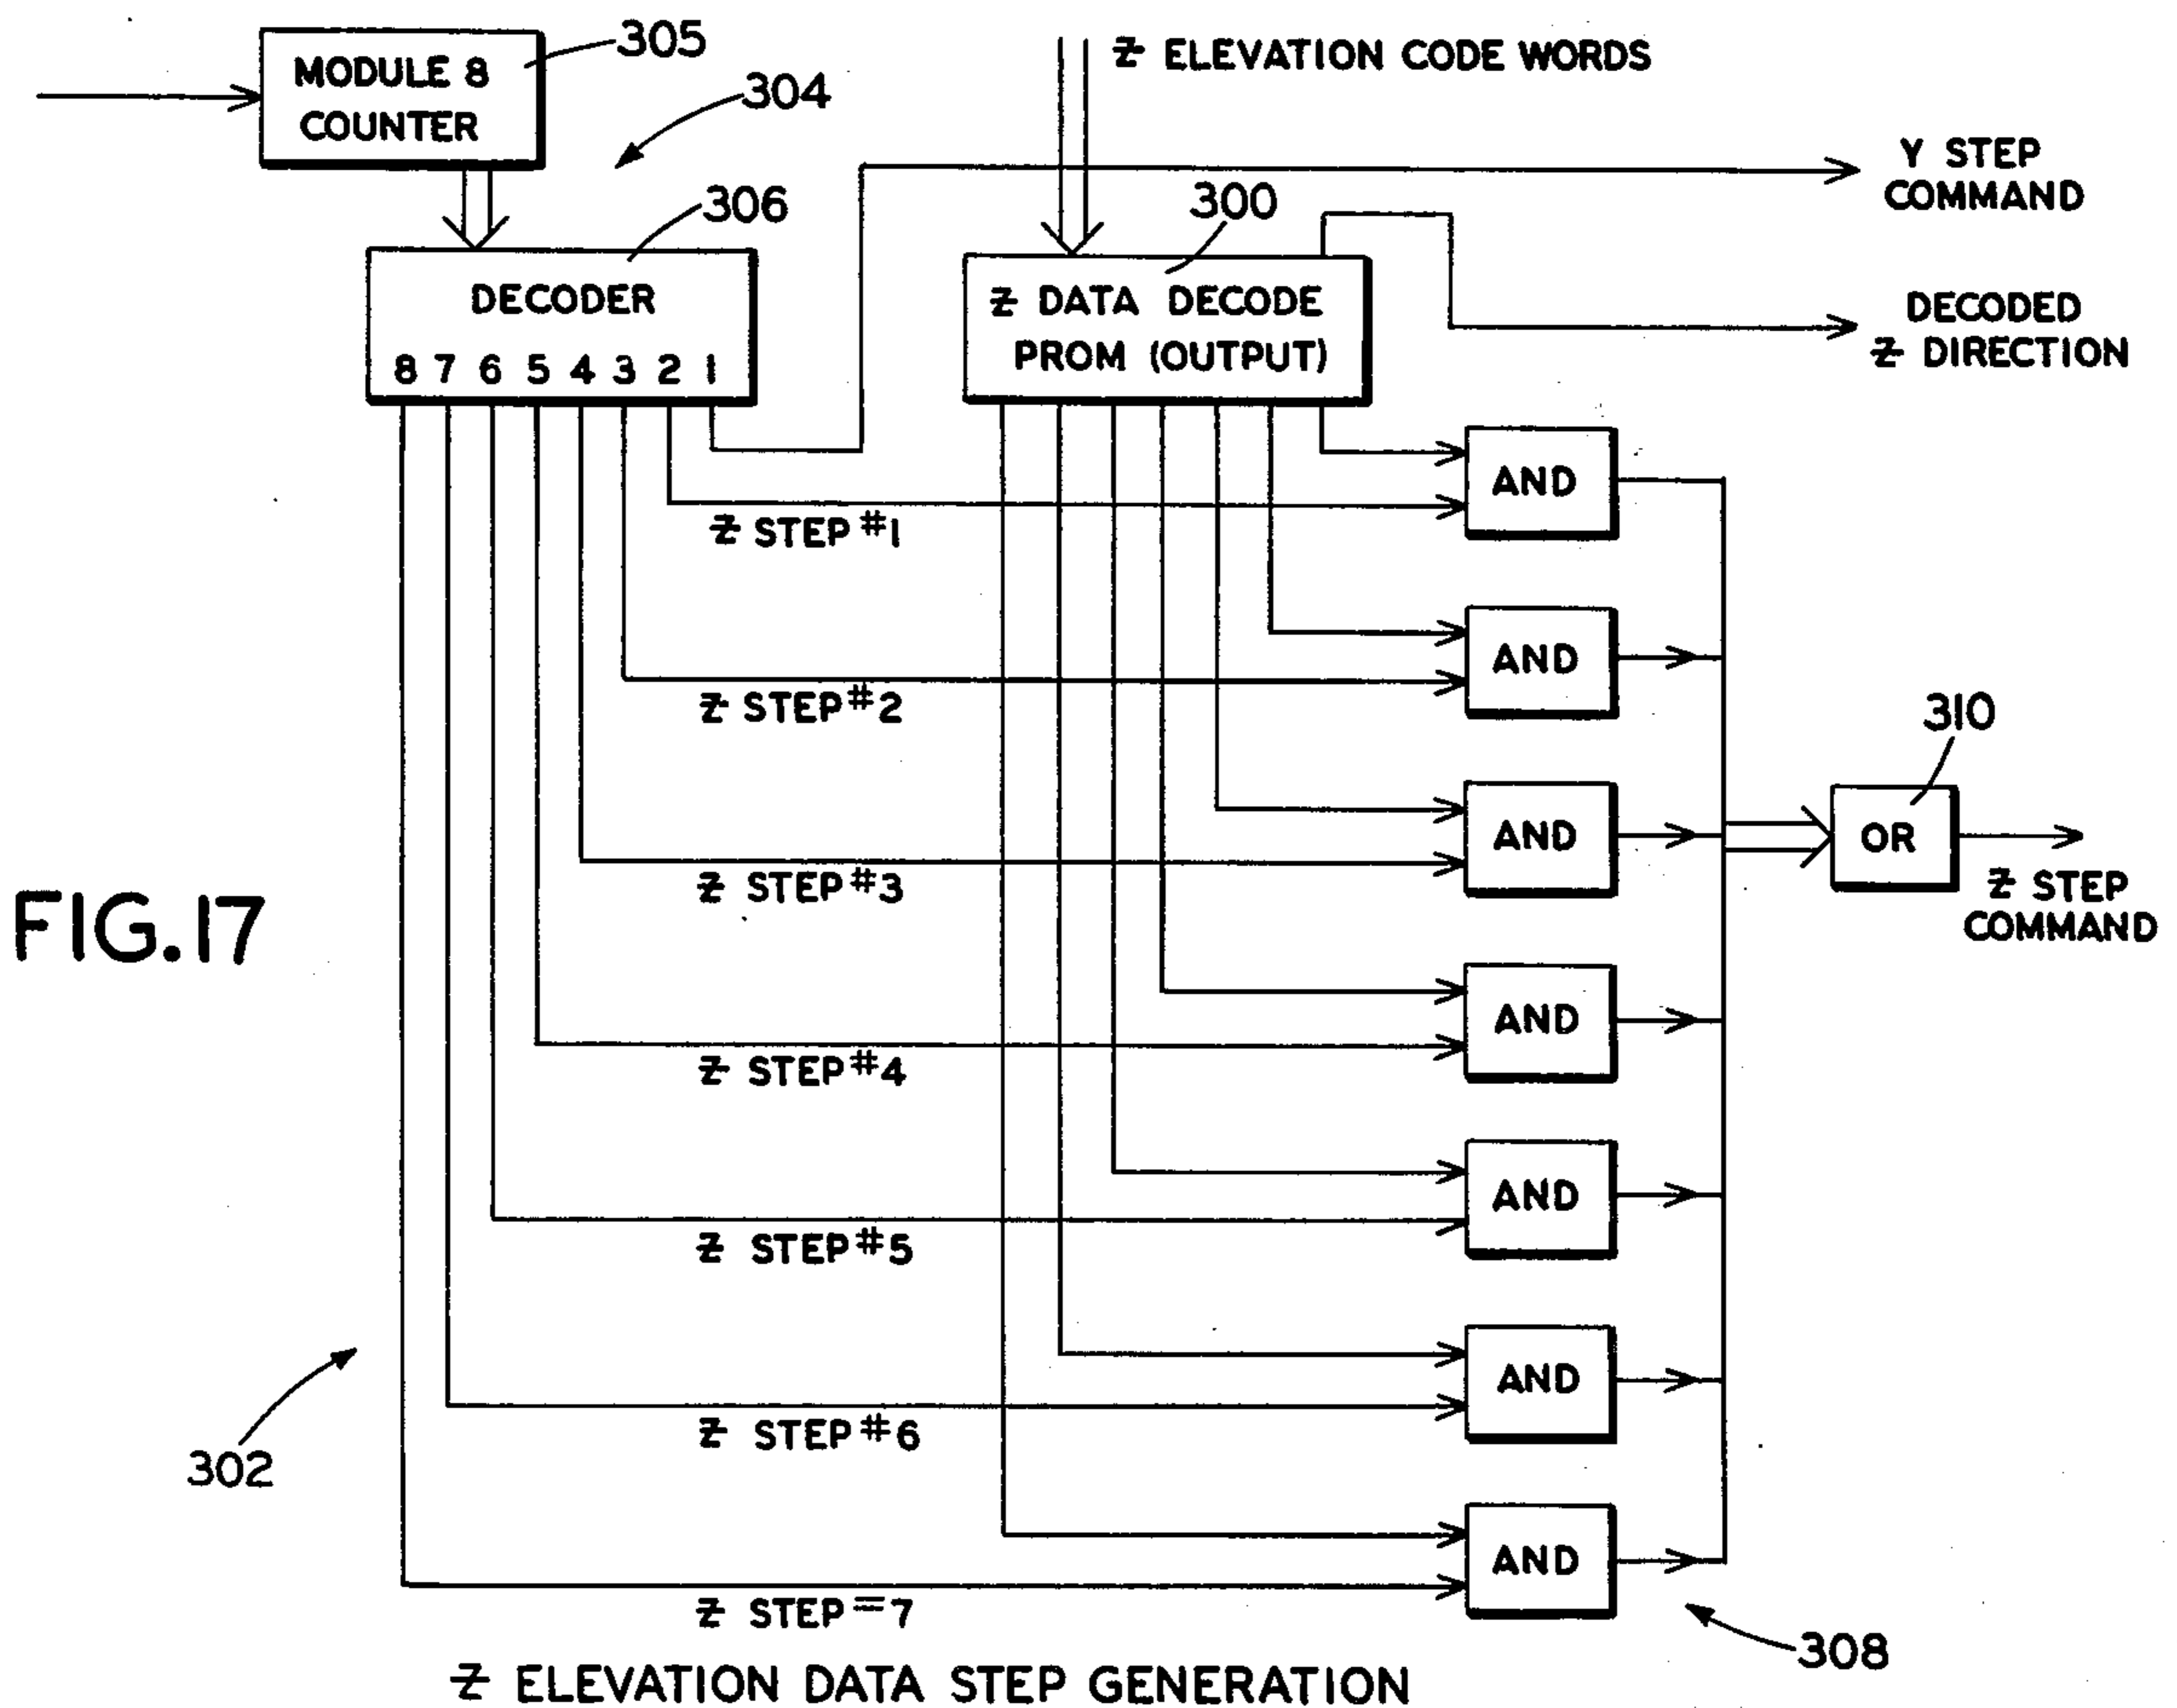 305
MODULE 8
COUNTER
304
Z ELEVATION CODE WORDS
Y STEP
COMMAND
306
300
DECODER
8 7 6 5 4 3 2 1
Z DATA DECODE
PROM (OUTPUT)
DECODED
Z DIRECTION
AND
Z STEP #1
AND
Z STEP #2
310
AND
OR
Z STEP #3
Z STEP
COMMAND
FIG.17
AND
Z STEP #4
AND
Z STEP #5
AND
Z STEP #6
302
AND
Z STEP =7
308
Z ELEVATION DATA STEP GENERATION